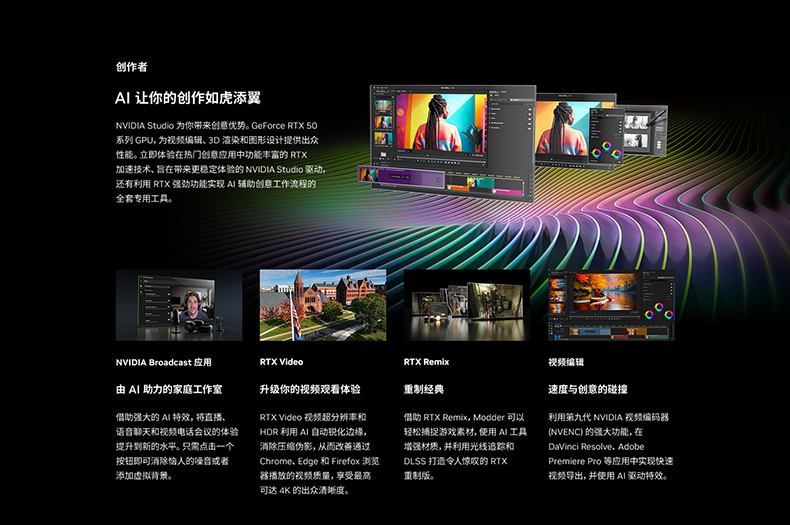 创作者
AI 让你的创作如虎添翼
NVIDIA Studio 为你带来创意优势。GeForce RTX 50
系列 GPU，为视频编辑、3D 渲染和图形设计提供出众
性能。立即体验在热门创意应用中功能丰富的 RTX
加速技术、旨在带来更稳定体验的 NVIDIA Studio 驱动，
还有利用 RTX 强劲功能实现 AI 辅助创意工作流程的
全套专用工具。
NVIDIA Broadcast 应用
由 AI 助力的家庭工作室
借助强大的 AI 特效，将直播、
语音聊天和视频电话会议的体验
提升到新的水平。只需点击一个
按钮即可消除恼人的噪音或者
添加虚拟背景。
RTX Video
升级你的视频观看体验
RTX Video 视频超分辨率和
HDR 利用 AI 自动锐化边缘，
消除压缩伪影，从而改善通过
Chrome、Edge 和 Firefox 浏览
器播放的视频质量，享受最高
可达 4K 的出众清晰度。
RTX Remix
重制经典
借助 RTX Remix，Modder 可以
轻松捕捉游戏素材，使用 AI 工具
增强材质，并利用光线追踪和
DLSS 打造令人惊叹的 RTX
重制版。
视频编辑
速度与创意的碰撞
利用第九代 NVIDIA 视频编码器
(NVENC) 的强大功能，在
DaVinci Resolve、Adobe
Premiere Pro 等应用中实现快速
视频导出，并使用 AI 驱动特效。